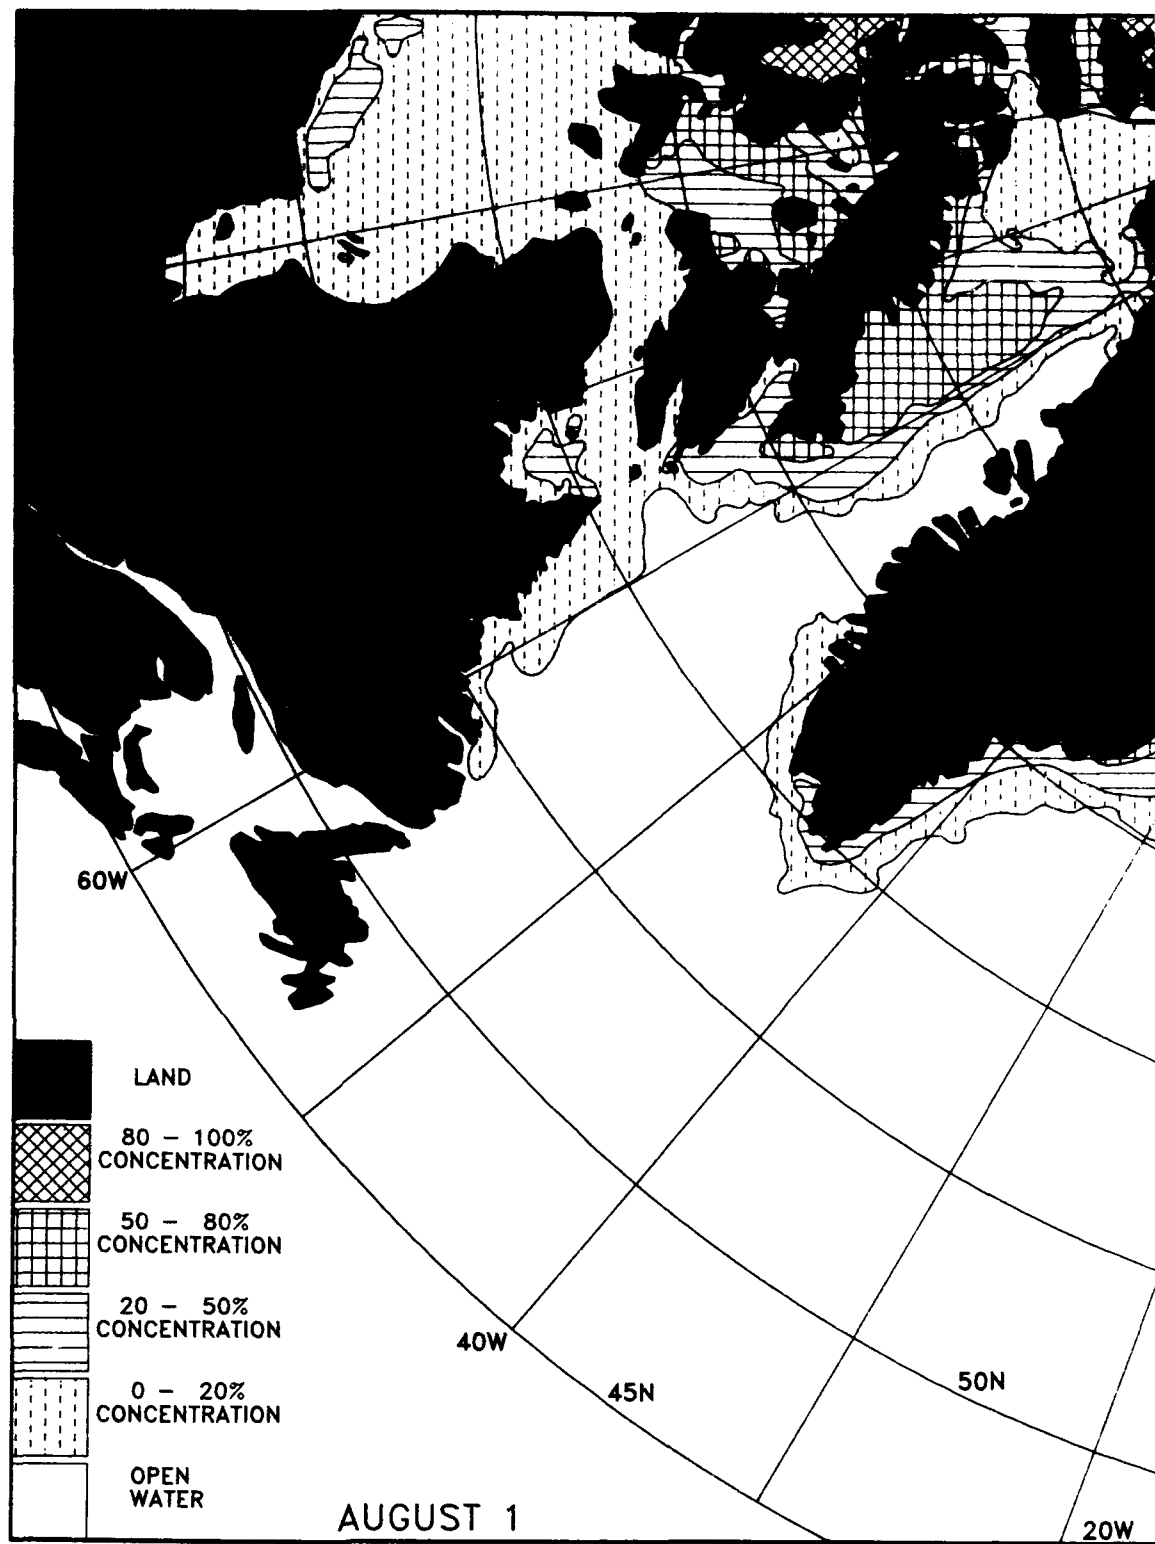 60W
LAND
80 - 100%
CONCENTRATION
50 - 80%
CONCENTRATION
20 - 50%
CONCENTRATION
0 - 20%
CONCENTRATION
OPEN
WATER
40W
45N
50N
AUGUST 1
20W